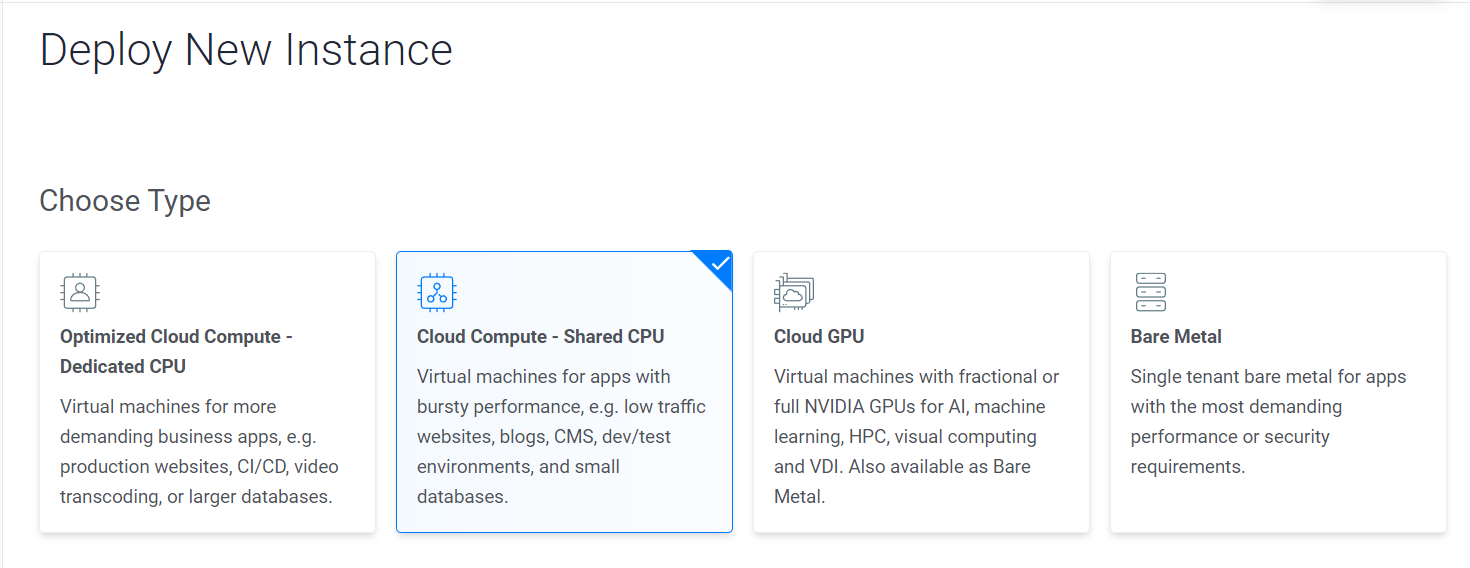 Deploy New Instance
Choose Type
Optimized Cloud Compute -
Dedicated CPU
Virtual machines for more
demanding business apps, e.g.
production websites, CI/CD, video
transcoding, or larger databases.
Cloud Compute - Shared CPU
Virtual machines for apps with
bursty performance, e.g. low traffic
websites, blogs, CMS, dev/test
environments, and small
databases.
Cloud GPU
Virtual machines with fractional or
full NVIDIA GPUs for AI, machine
learning, HPC, visual computing
and VDI. Also available as Bare
Metal.
Bare Metal
Single tenant bare metal for apps
with the most demanding
performance or security
requirements.